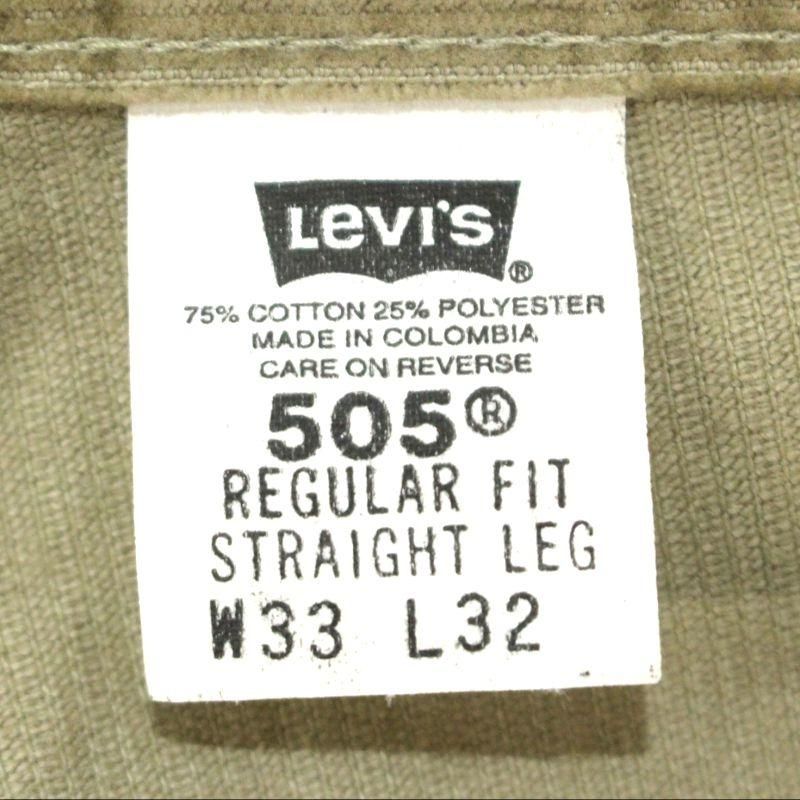 Levi's ®
75% COTTON 25% POLYESTER
MADE IN COLOMBIA
CARE ON REVERSE
505®
REGULAR FIT
STRAIGHT LEG
W33 L32